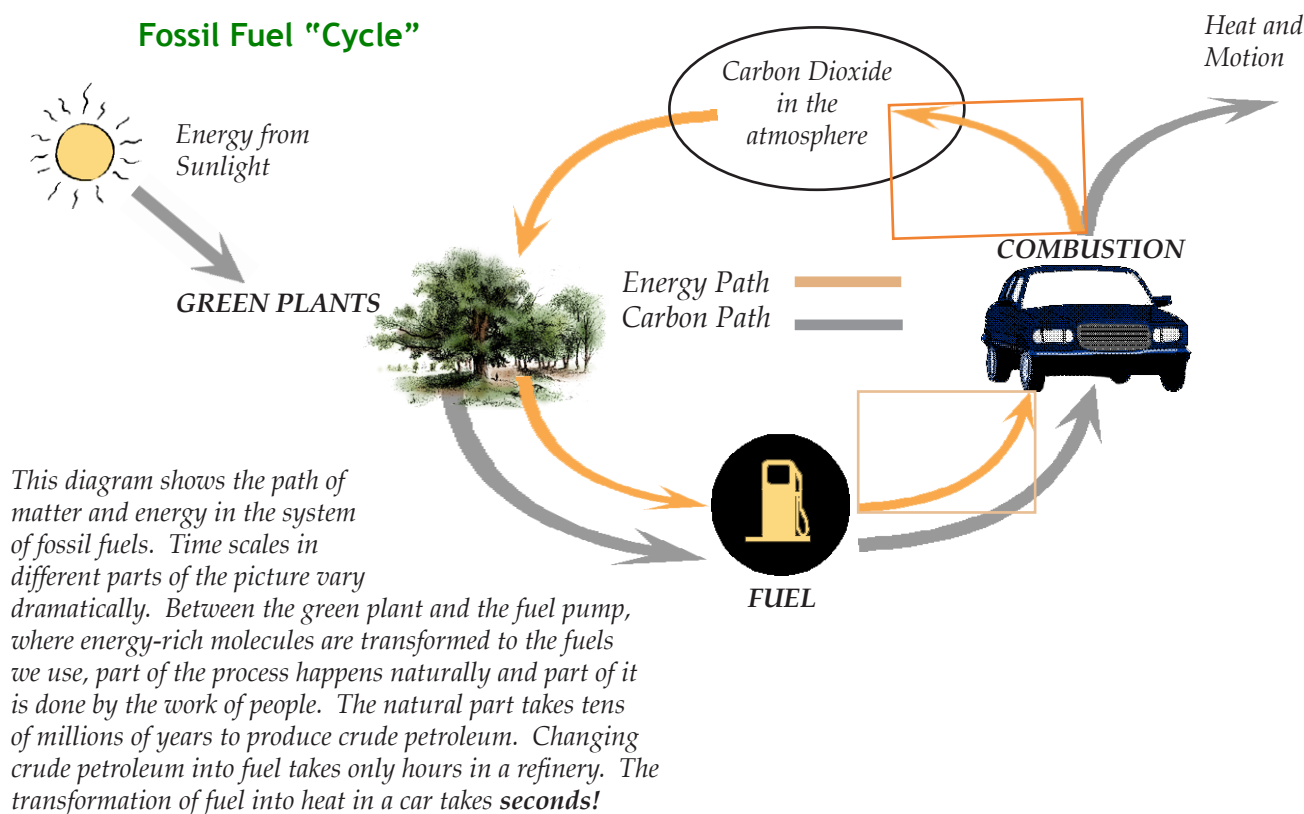 Fossil Fuel “Cycle”
Heat and
Motion
Carbon Dioxide
in the
atmosphere
Energy from
Sunlight
COMBUSTION
GREEN PLANTS
Energy Path
Carbon Path
FUEL
This diagram shows the path of
matter and energy in the system
of fossil fuels.  Time scales in
different parts of the picture vary
dramatically.  Between the green plant and the fuel pump,
where energy-rich molecules are transformed to the fuels
we use, part of the process happens naturally and part of it
is done by the work of people.  The natural part takes tens
of millions of years to produce crude petroleum.  Changing
crude petroleum into fuel takes only hours in a refinery.  The
transformation of fuel into heat in a car takes seconds!